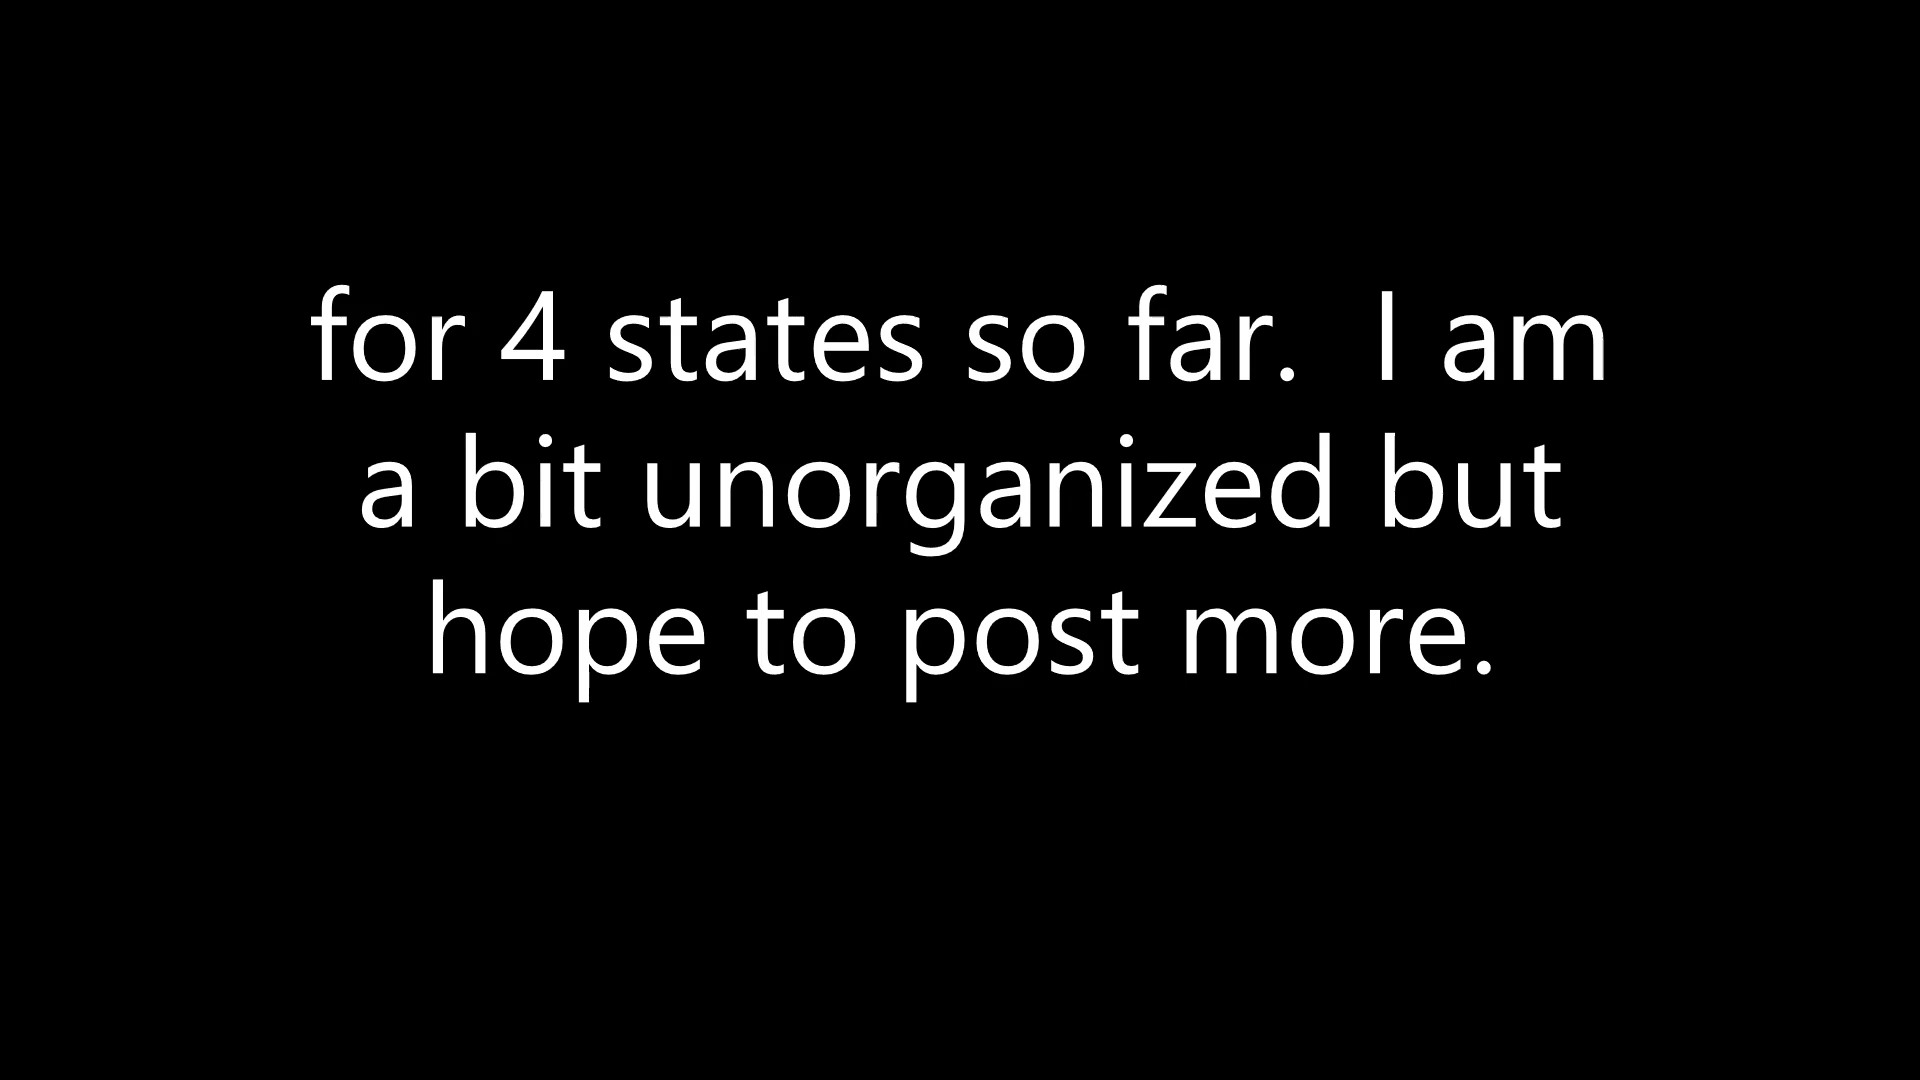 for 4 states so far.  I am
a bit unorganized but
hope to post more.